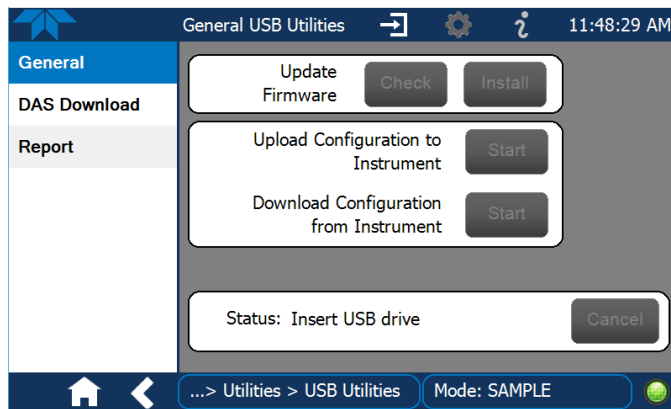 General USB Utilities
11:48:29 AM
General
DAS Download
Report
Update
Firmware
Check
Install
Upload Configuration to
Instrument
Start
Download Configuration
from Instrument
Start
Status: Insert USB drive
Cancel
...> Utilities > USB Utilities
Mode: SAMPLE